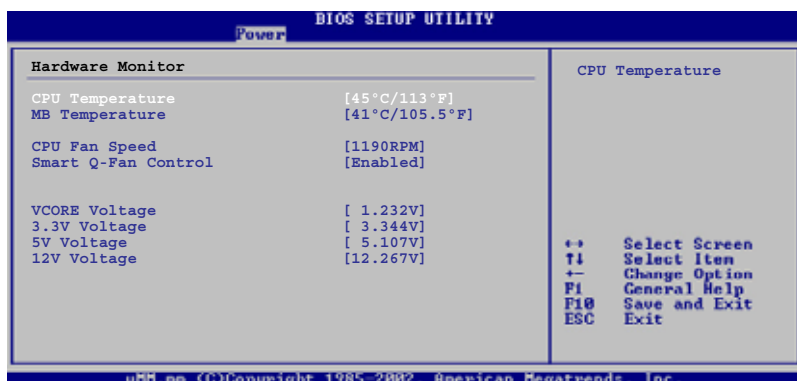 BIOS SETUP UTILITY
Power
Hardware Monitor
CPU Temperature [45°C/113°F]
MB Temperature [41°C/105.5°F]
CPU Fan Speed [1190RPM]
Smart Q-Fan Control [Enabled]
VCORE Voltage [ 1.232V]
3.3V Voltage [ 3.344V]
5V Voltage [ 5.107V]
12V Voltage [12.267V]
CPU Temperature
↔ Select Screen
↑↓ Select Item
+- Change Option
F1 General Help
F10 Save and Exit
ESC Exit
(C)Copyright 1985-2002, American Megatrends, Inc